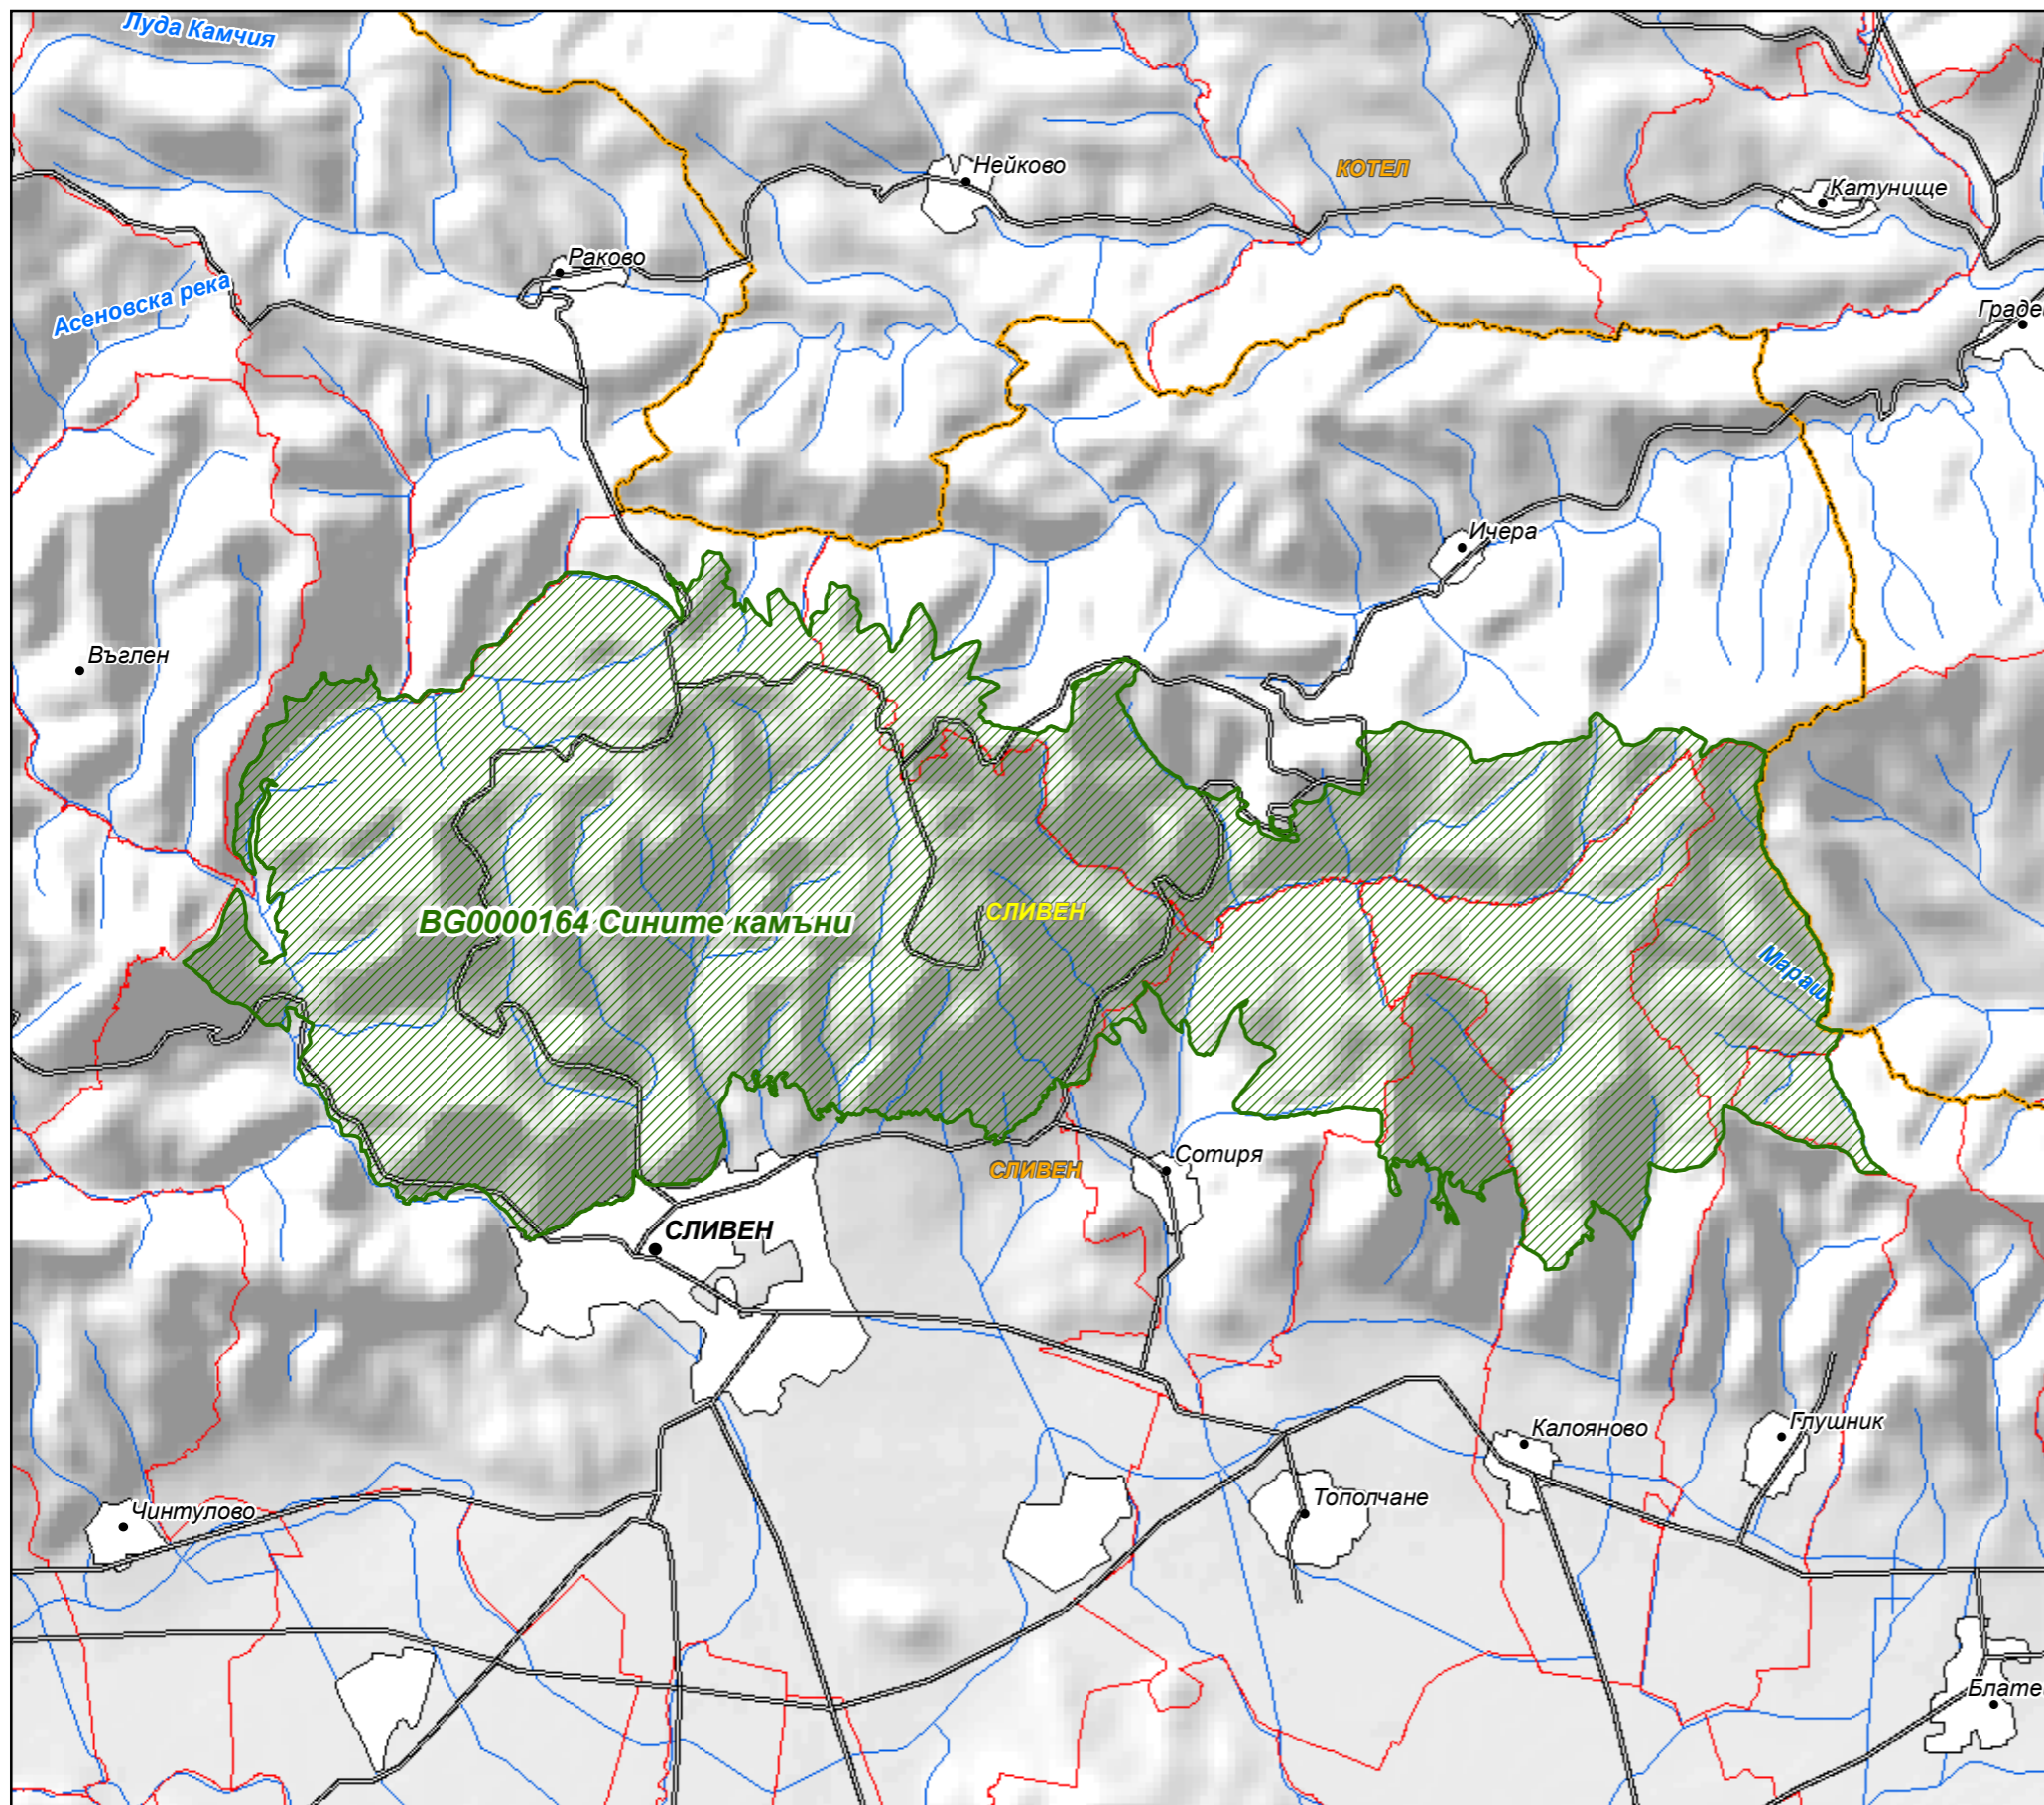 Луда Камчия
Нейково
КОТЕЛ
Катунище
Раково
Асеновска река
Граде
Ичера
Въглен
BG0000164 Сините камъни
СЛИВЕН
Мараш
Сотиря
СЛИВЕН
СЛИВЕН
Калояново
Глушник
Тополчане
Чинтулово
Блате